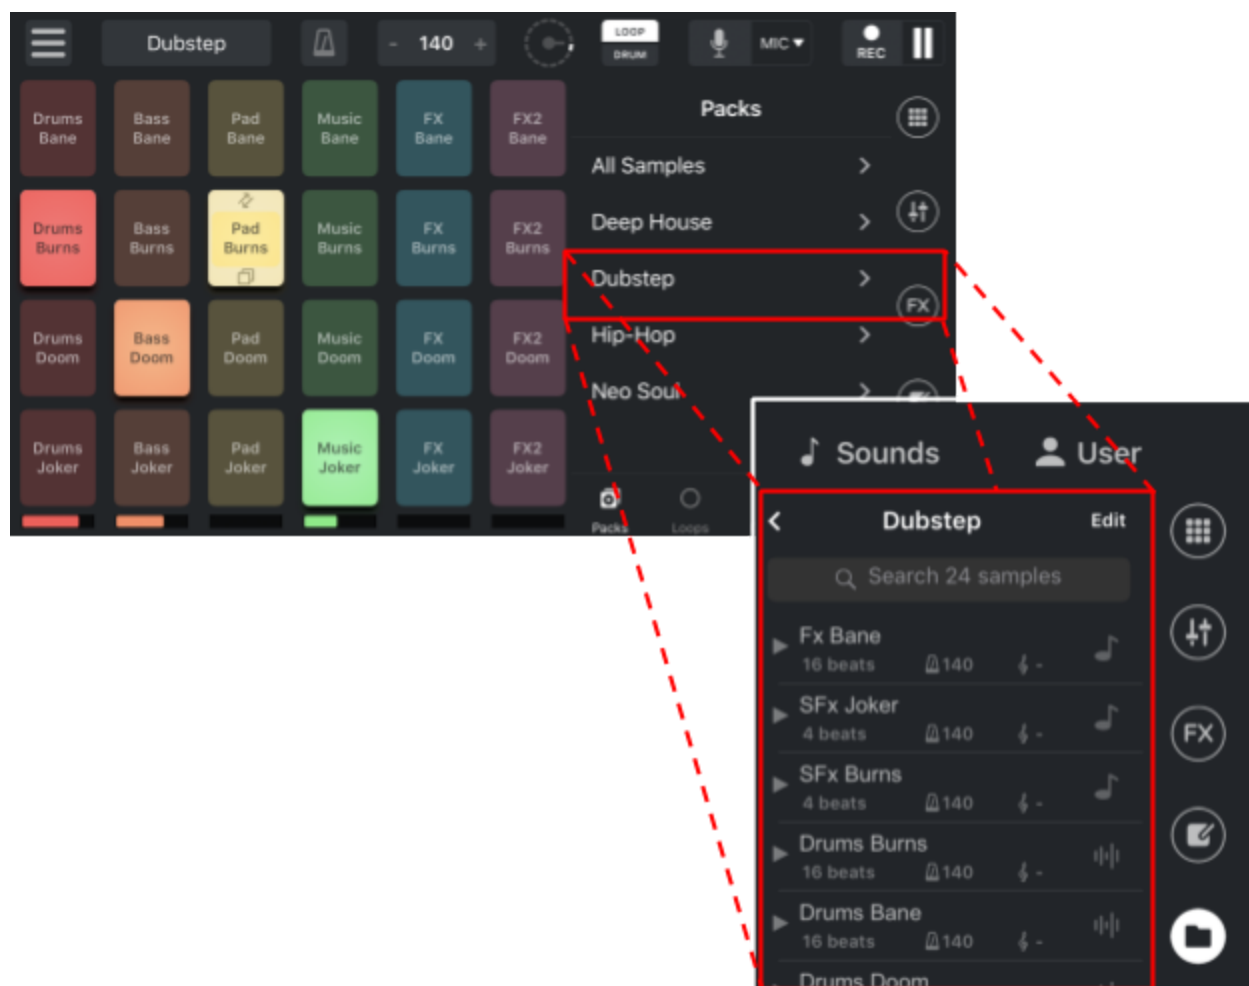 Dubstep
- 140 +
LOOP
DRUM
MIC
REC
Drums
Bane
Bass
Bane
Pad
Bane
Music
Bane
FX
Bane
FX2
Bane
Drums
Burns
Bass
Burns
Pad
Burns
Music
Burns
FX
Burns
FX2
Burns
Drums
Doom
Bass
Doom
Pad
Doom
Music
Doom
FX
Doom
FX2
Doom
Drums
Joker
Bass
Joker
Pad
Joker
Music
Joker
FX
Joker
FX2
Joker
Packs
All Samples
Deep House
Dubstep
Hip-Hop
Neo Soul
FX
Packs
Loops
Sounds
User
Dubstep
Edit
Search 24 samples
Fx Bane
16 beats 140 -
SFx Joker
4 beats 140 -
SFx Burns
4 beats 140 -
Drums Burns
16 beats 140 -
Drums Bane
16 beats 140 -
Drums Doom
FX